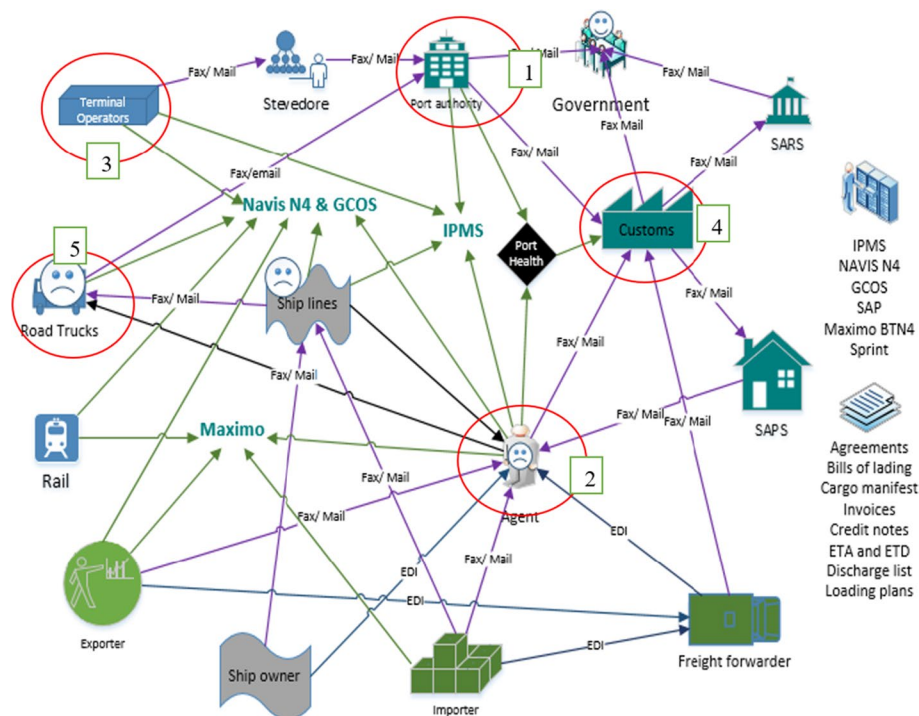 Fax/ Mail
Fax/ Mail
Fax/ Mail
Stevedore
Port authority
1
Government
Terminal
Operators
3
Fax/ Mail
Fax Mail
SARS
Fax/ Mail
Fax/ Mail
Fax/email
Navis N4 & GCOS
IPMS
Port
Health
Customs
4
5
Road Trucks
Fax/ Mail
Ship lines
IPMS
NAVIS N4
GCOS
SAP
Maximo BTN4
Sprint
Fax/ Mail
Fax/ Mail
SAPS
Fax/ Mail
Fax/ Mail
Rail
Maximo
2
Agent
Agreements
Bills of lading
Cargo manifest
Invoices
Credit notes
ETA and ETD
Discharge list
Loading plans
Fax/ Mail
Fax/ Mail
EDI
EDI
EDI
EDI
Exporter
Ship owner
Importer
Freight forwarder